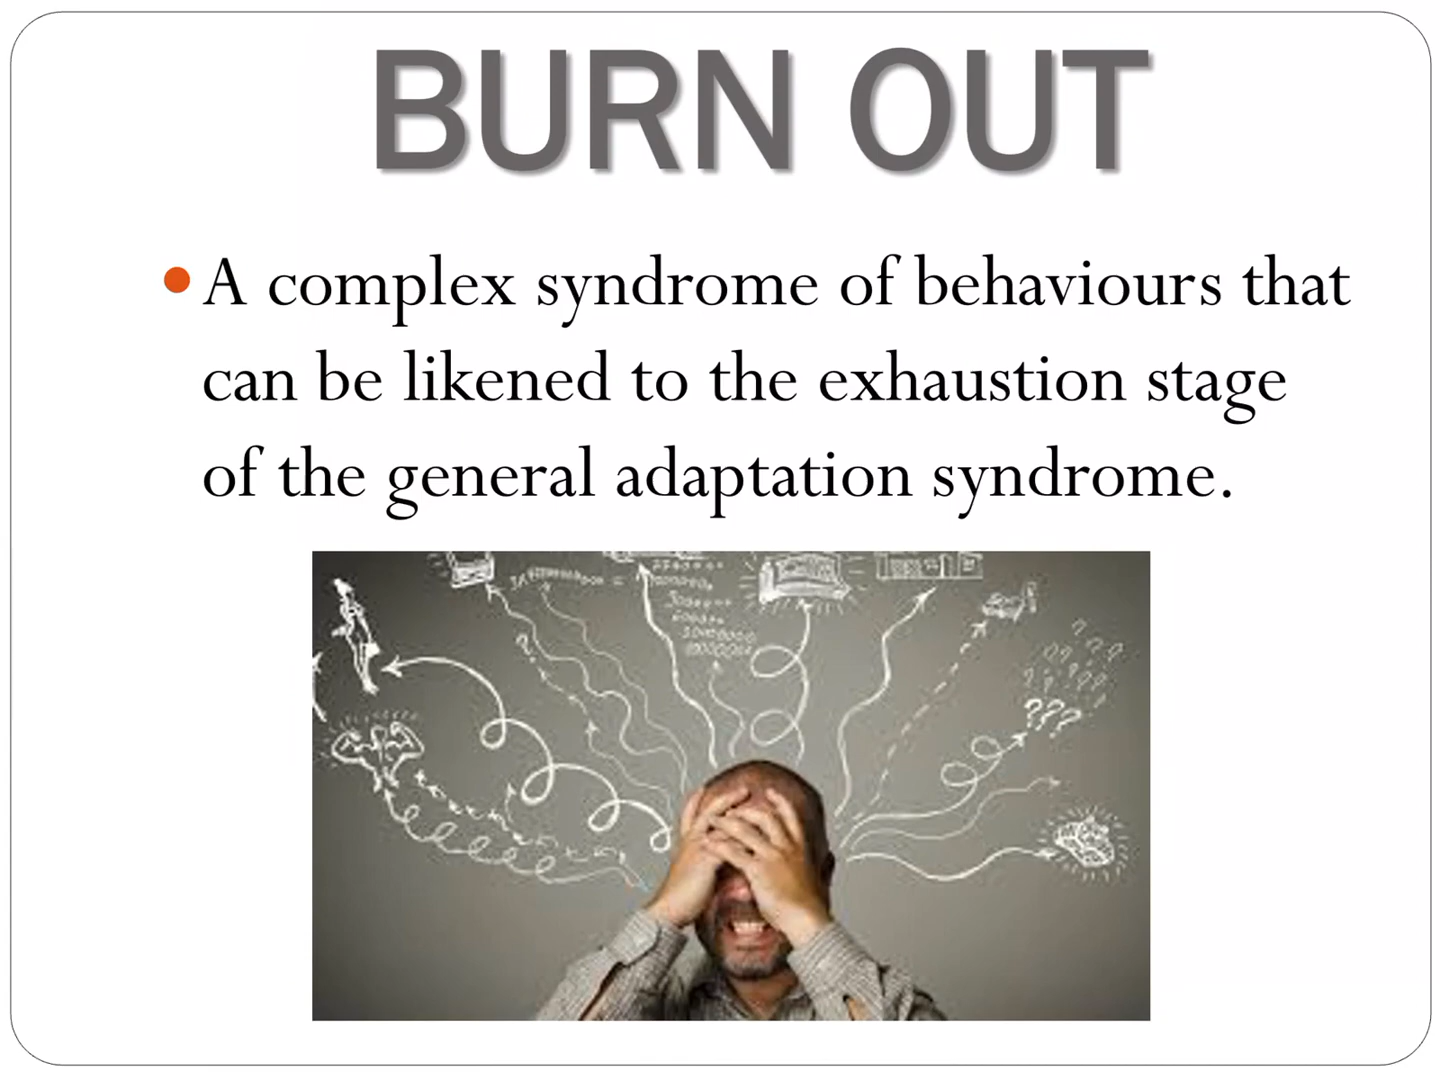 BURN OUT
A complex syndrome of behaviours that
can be likened to the exhaustion stage
of the general adaptation syndrome.
???